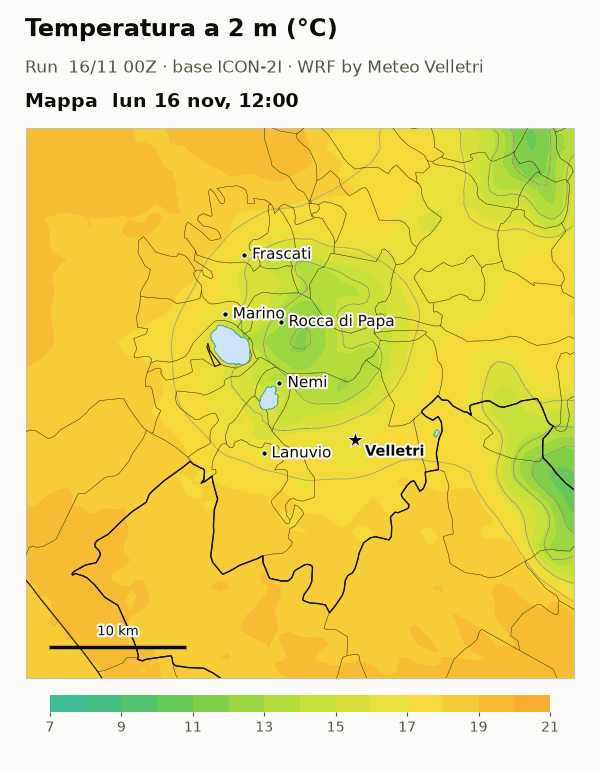 Temperatura a 2 m (°C)
Run  16/11 00Z · base ICON-2I · WRF by Meteo Velletri
Mappa  lun 16 nov, 12:00
Frascati
Marino
Rocca di Papa
Nemi
Velletri
Lanuvio
10 km
7 9 11 13 15 17 19 21